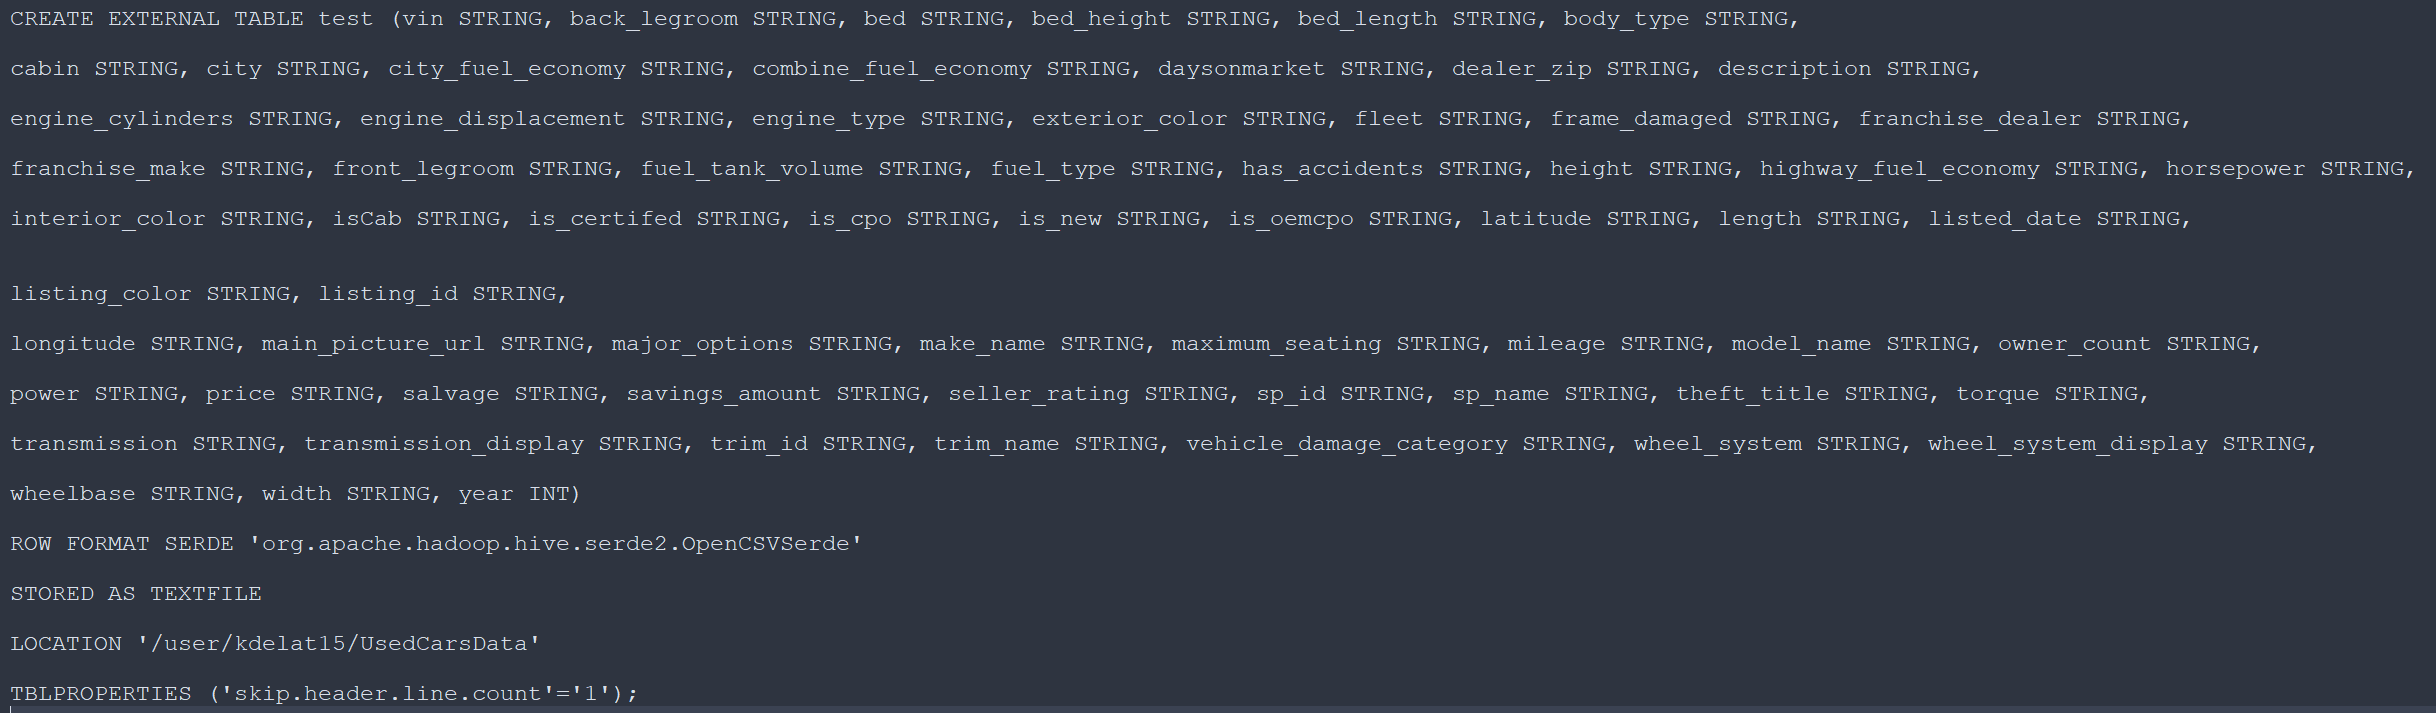 CREATE EXTERNAL TABLE test (vin STRING, back_legroom STRING, bed STRING, bed_height STRING, bed_length STRING, body_type STRING,
cabin STRING, city STRING, city_fuel_economy STRING, combine_fuel_economy STRING, daysonmarket STRING, dealer_zip STRING, description STRING,
engine_cylinders STRING, engine_displacement STRING, engine_type STRING, exterior_color STRING, fleet STRING, frame_damaged STRING, franchise_dealer STRING,
franchise_make STRING, front_legroom STRING, fuel_tank_volume STRING, fuel_type STRING, has_accidents STRING, height STRING, highway_fuel_economy STRING, horsepower STRING,
interior_color STRING, isCab STRING, is_certifed STRING, is_cpo STRING, is_new STRING, is_oemcpo STRING, latitude STRING, length STRING, listed_date STRING,
listing_color STRING, listing_id STRING,
longitude STRING, main_picture_url STRING, major_options STRING, make_name STRING, maximum_seating STRING, mileage STRING, model_name STRING, owner_count STRING,
power STRING, price STRING, salvage STRING, savings_amount STRING, seller_rating STRING, sp_id STRING, sp_name STRING, theft_title STRING, torque STRING,
transmission STRING, transmission_display STRING, trim_id STRING, trim_name STRING, vehicle_damage_category STRING, wheel_system STRING, wheel_system_display STRING,
wheelbase STRING, width STRING, year INT)
ROW FORMAT SERDE 'org.apache.hadoop.hive.serde2.OpenCSVSerde'
STORED AS TEXTFILE
LOCATION '/user/kdelat15/UsedCarsData'
TBLPROPERTIES ('skip.header.line.count'='1');